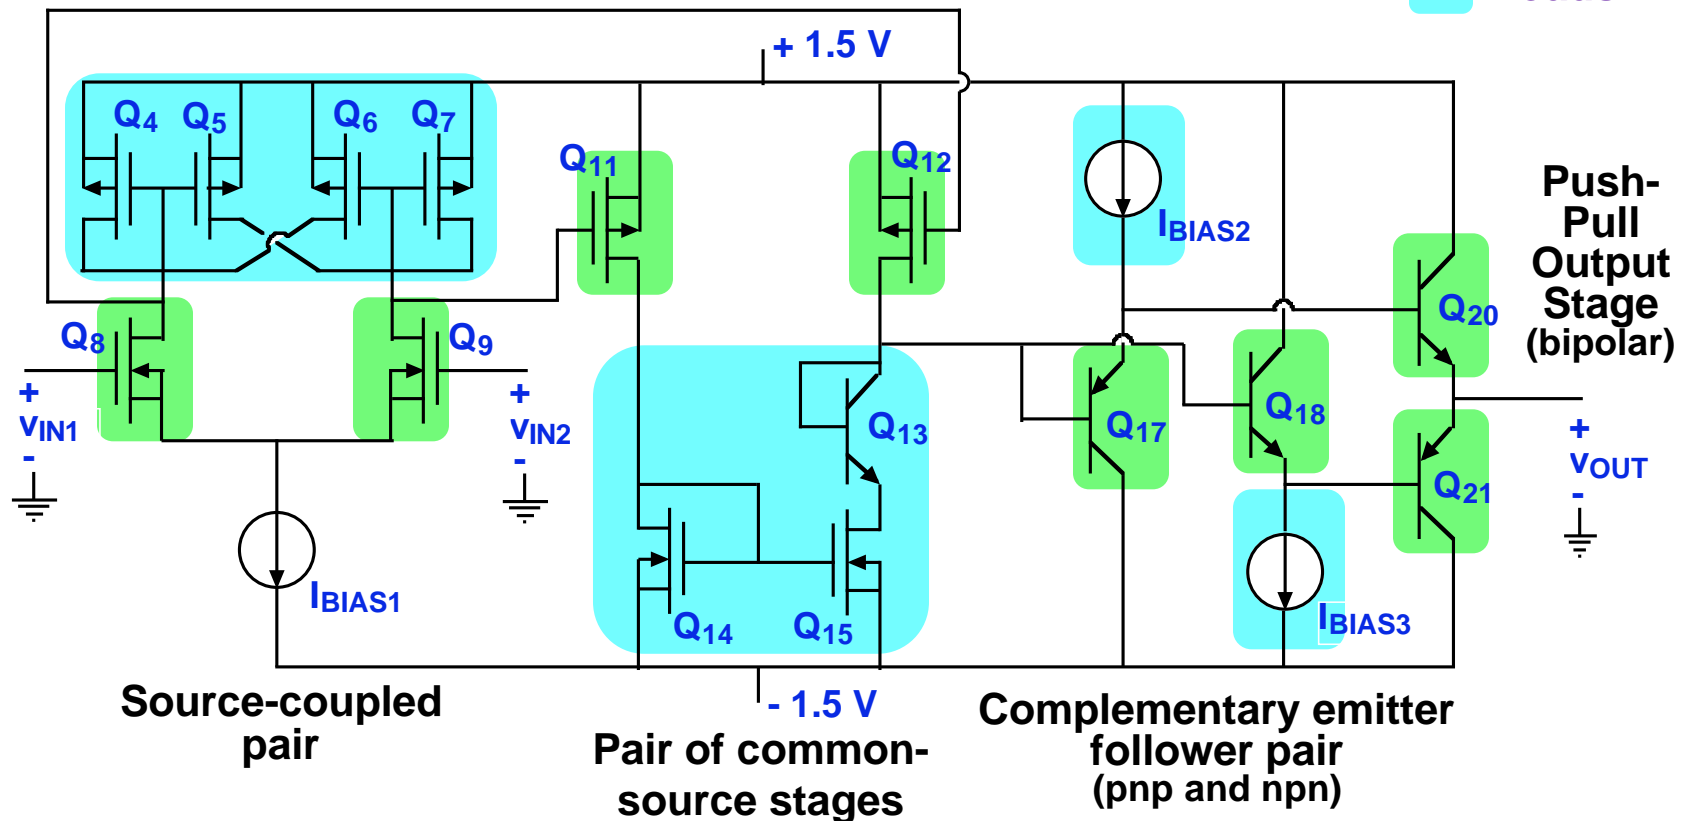 + 1.5 V
Q4
Q5
Q6
Q7
Q11
Q12
IBIAS2
Push-
Pull
Output
Stage
(bipolar)
Q8
Q9
Q20
+
vIN1
-
+
vIN2
-
Q13
Q17
Q18
+
vOUT
-
Q21
IBIAS1
Q14
Q15
IBIAS3
- 1.5 V
Source-coupled
pair
Pair of common-
source stages
Complementary emitter
follower pair
(pnp and npn)